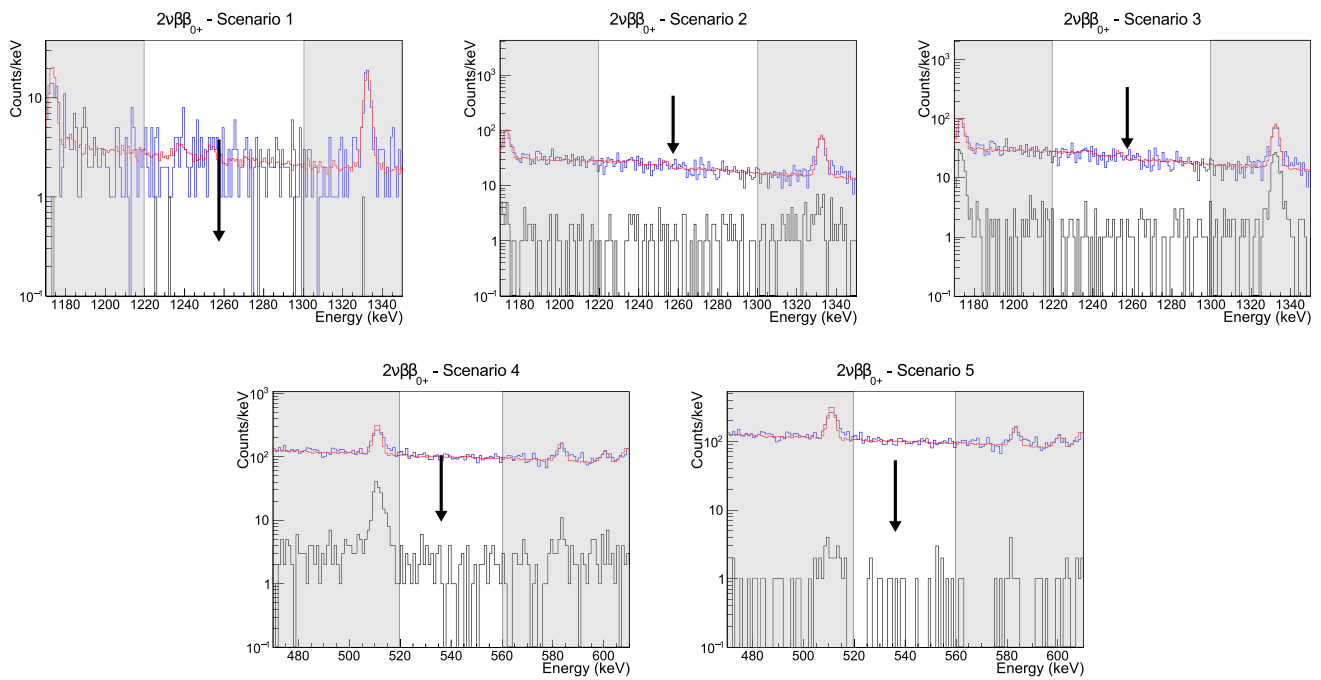 2νββ0+ - Scenario 1
Counts/keV
10
1
10−1
1180 1200 1220 1240 1260 1280 1300 1320 1340
Energy (keV)
2νββ0+ - Scenario 2
Counts/keV
103
102
10
1
10−1
1180 1200 1220 1240 1260 1280 1300 1320 1340
Energy (keV)
2νββ0+ - Scenario 3
Counts/keV
103
102
10
1
10−1
1180 1200 1220 1240 1260 1280 1300 1320 1340
Energy (keV)
2νββ0+ - Scenario 4
Counts/keV
103
102
10
1
10−1
480 500 520 540 560 580 600
Energy (keV)
2νββ0+ - Scenario 5
Counts/keV
102
10
1
10−1
480 500 520 540 560 580 600
Energy (keV)